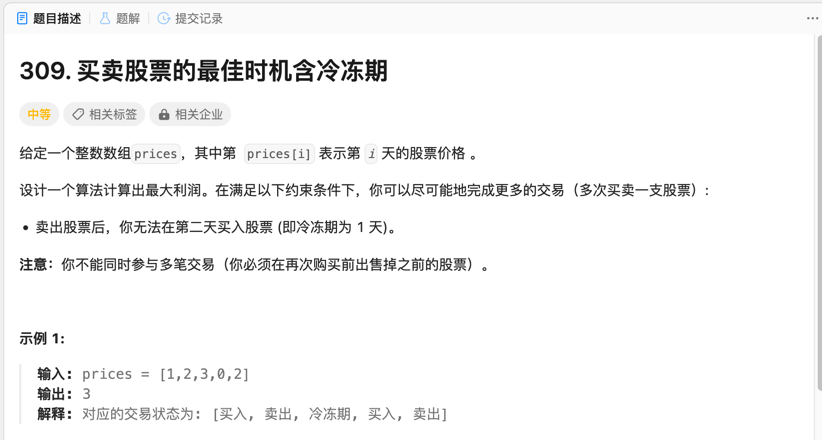 题目描述 题解 提交记录
309. 买卖股票的最佳时机含冷冻期
中等 相关标签 相关企业
给定一个整数数组prices，其中第 prices[i] 表示第 i 天的股票价格 。
设计一个算法计算出最大利润。在满足以下约束条件下，你可以尽可能地完成更多的交易（多次买卖一支股票）:
• 卖出股票后，你无法在第二天买入股票 (即冷冻期为 1 天)。
注意：你不能同时参与多笔交易（你必须在再次购买前出售掉之前的股票）。
示例 1:
输入: prices = [1,2,3,0,2]
输出: 3
解释: 对应的交易状态为: [买入, 卖出, 冷冻期, 买入, 卖出]